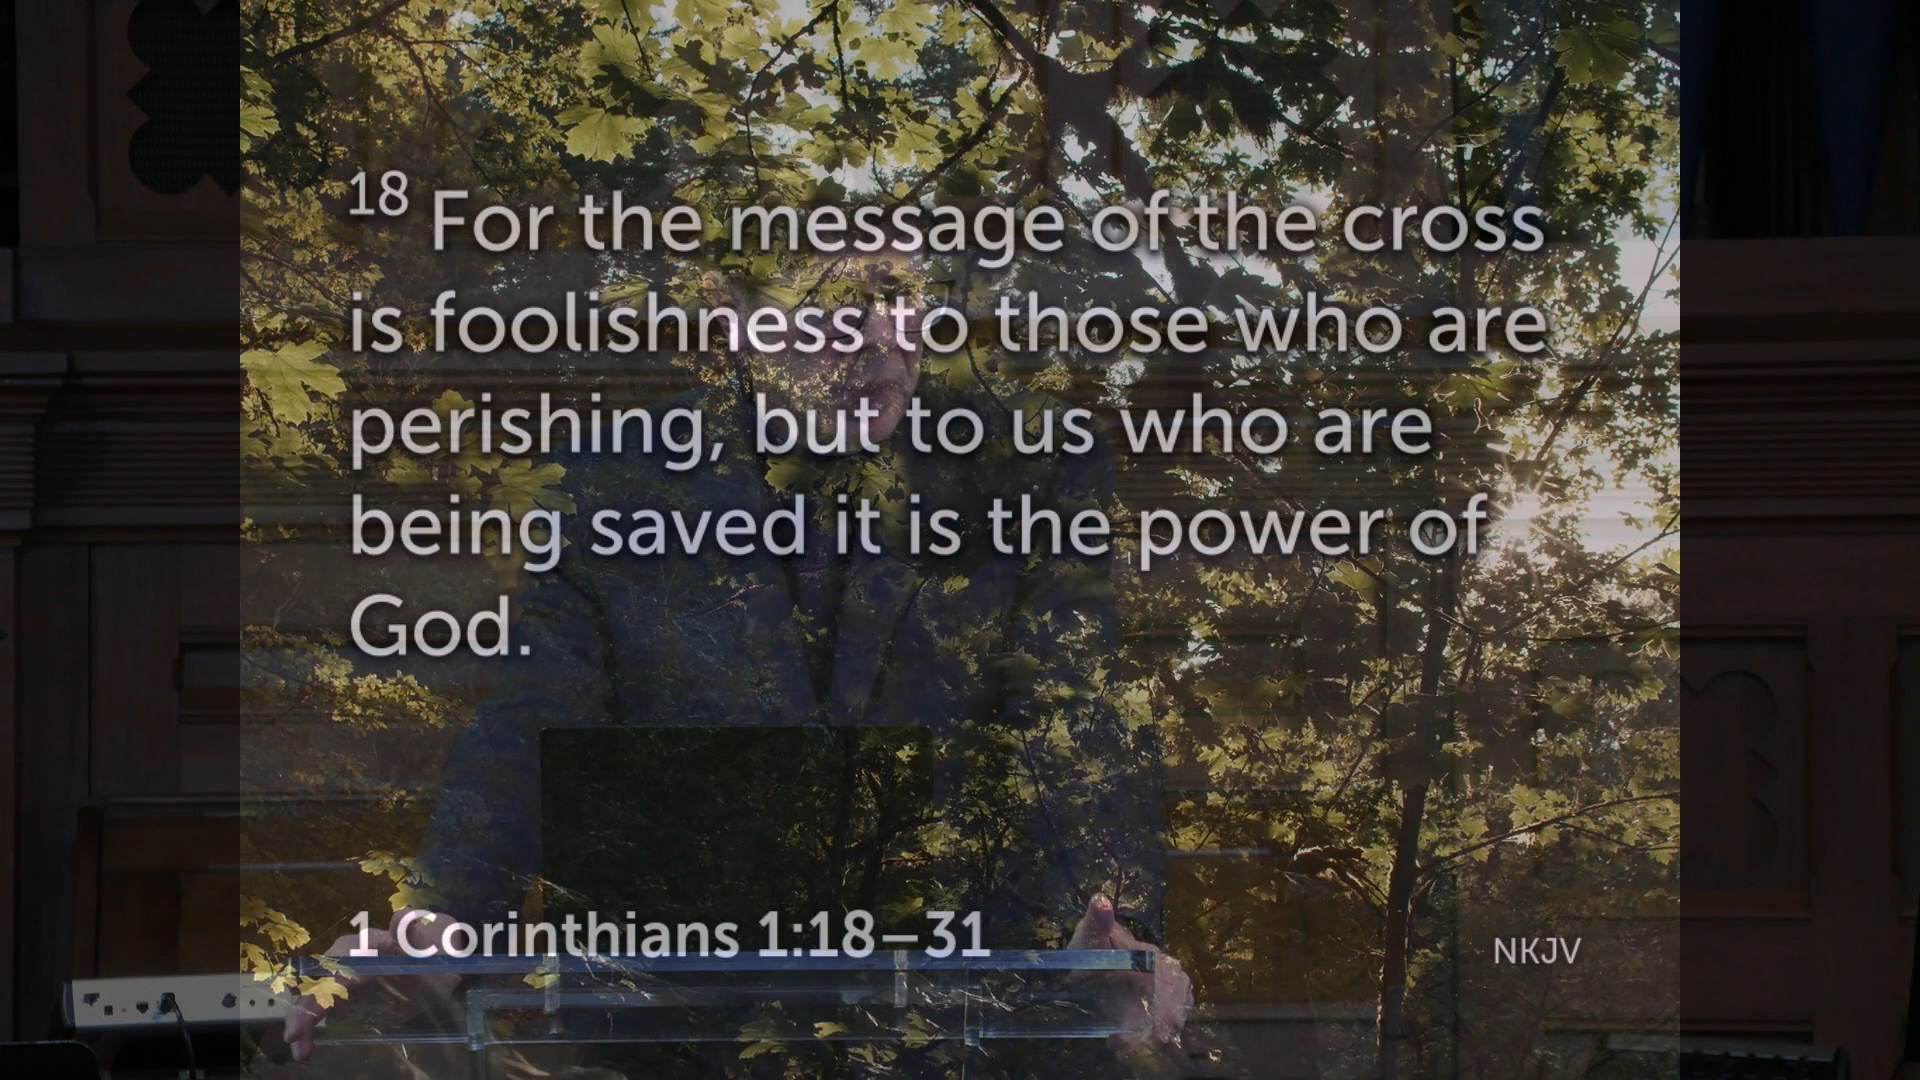 18 For the message of the cross
is foolishness to those who are
perishing, but to us who are
being saved it is the power of
God.
1 Corinthians 1:18–31
NKJV